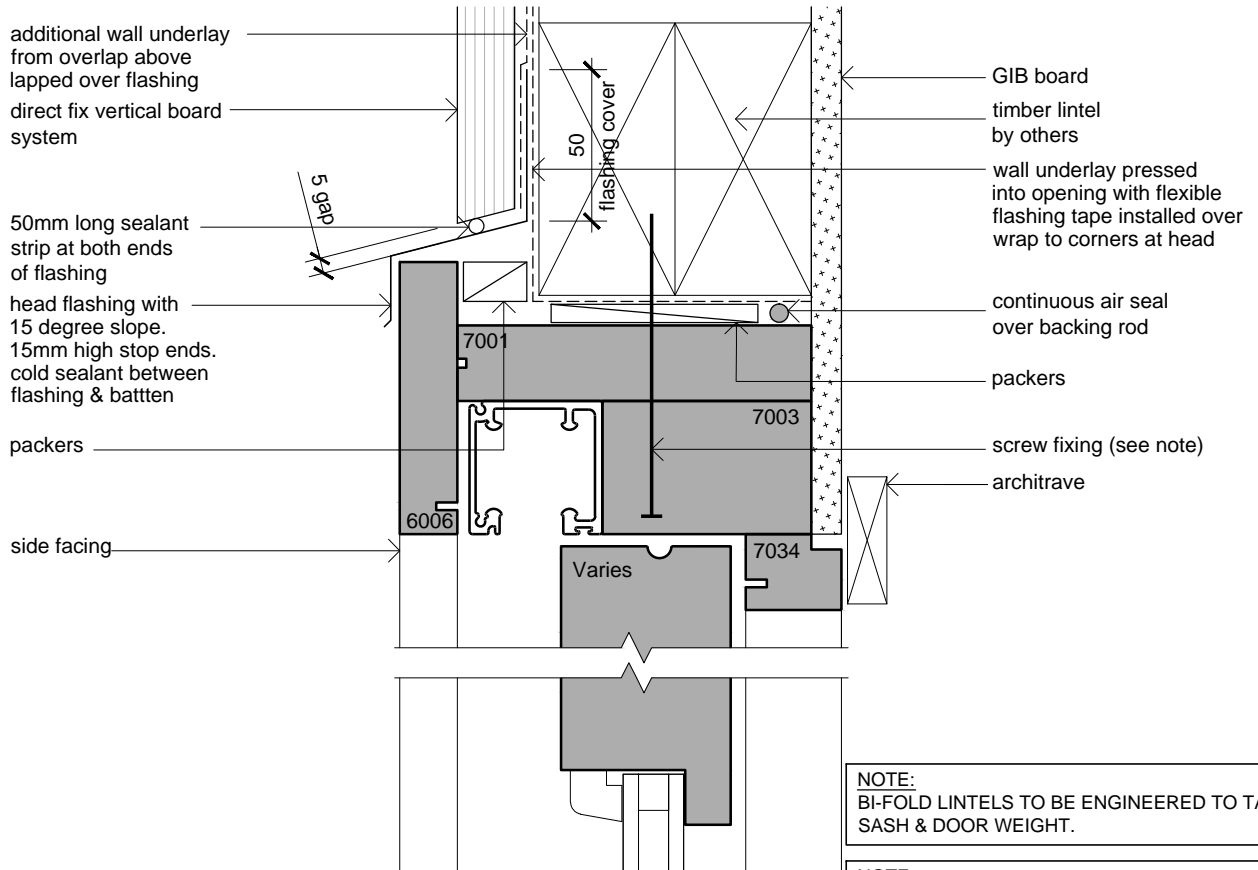 additional wall underlay
from overlap above
lapped over flashing
direct fix vertical board
system
5 gap
50mm long sealant
strip at both ends
of flashing
head flashing with
15 degree slope.
15mm high stop ends.
cold sealant between
flashing & battten
packers
side facing
50
flashing cover
7001
7003
6006
7034
Varies
GIB board
timber lintel
by others
wall underlay pressed
into opening with flexible
flashing tape installed over
wrap to corners at head
continuous air seal
over backing rod
packers
screw fixing (see note)
architrave
NOTE:
BI-FOLD LINTELS TO BE ENGINEERED TO
SASH & DOOR WEIGHT.